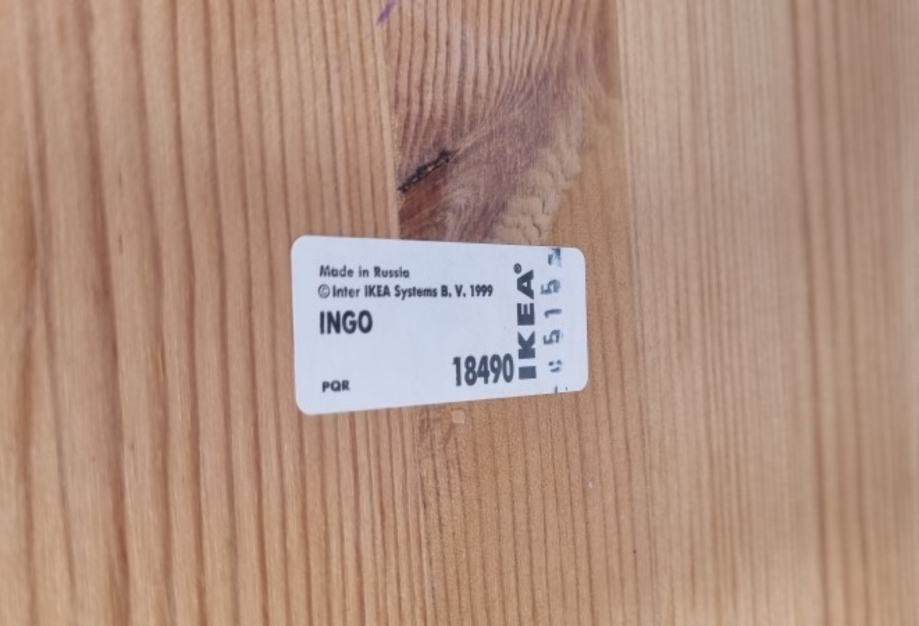 Made in Russia
© Inter IKEA Systems B. V. 1999
INGO
PQR
18490
IKEA®